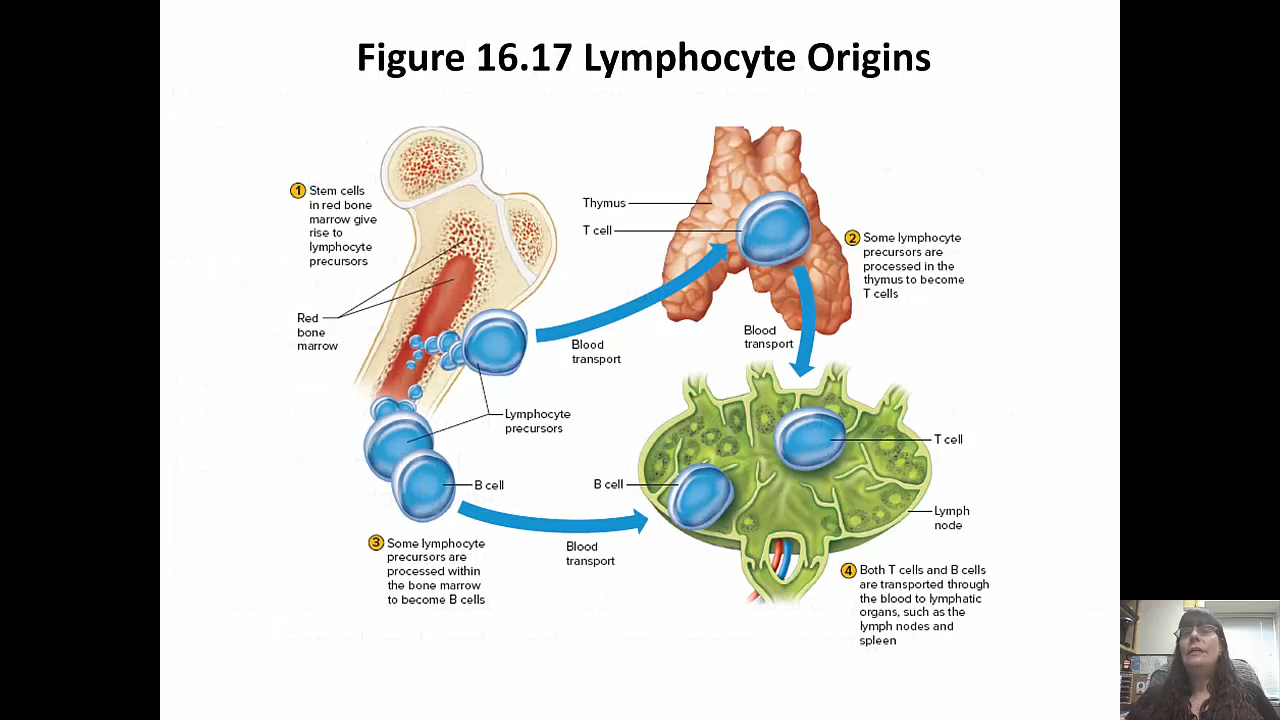 Figure 16.17 Lymphocyte Origins
1 Stem cells
in red bone
marrow give
rise to
lymphocyte
precursors
Red
bone
marrow
Thymus
T cell
2 Some lymphocyte
precursors are
processed in the
thymus to become
T cells
Blood
transport
Blood
transport
Lymphocyte
precursors
B cell
B cell
T cell
Lymph
node
3 Some lymphocyte
precursors are
processed within
the bone marrow
to become B cells
Blood
transport
4 Both T cells and B cells
are transported through
the blood to lymphatic
organs, such as the
lymph nodes and
spleen